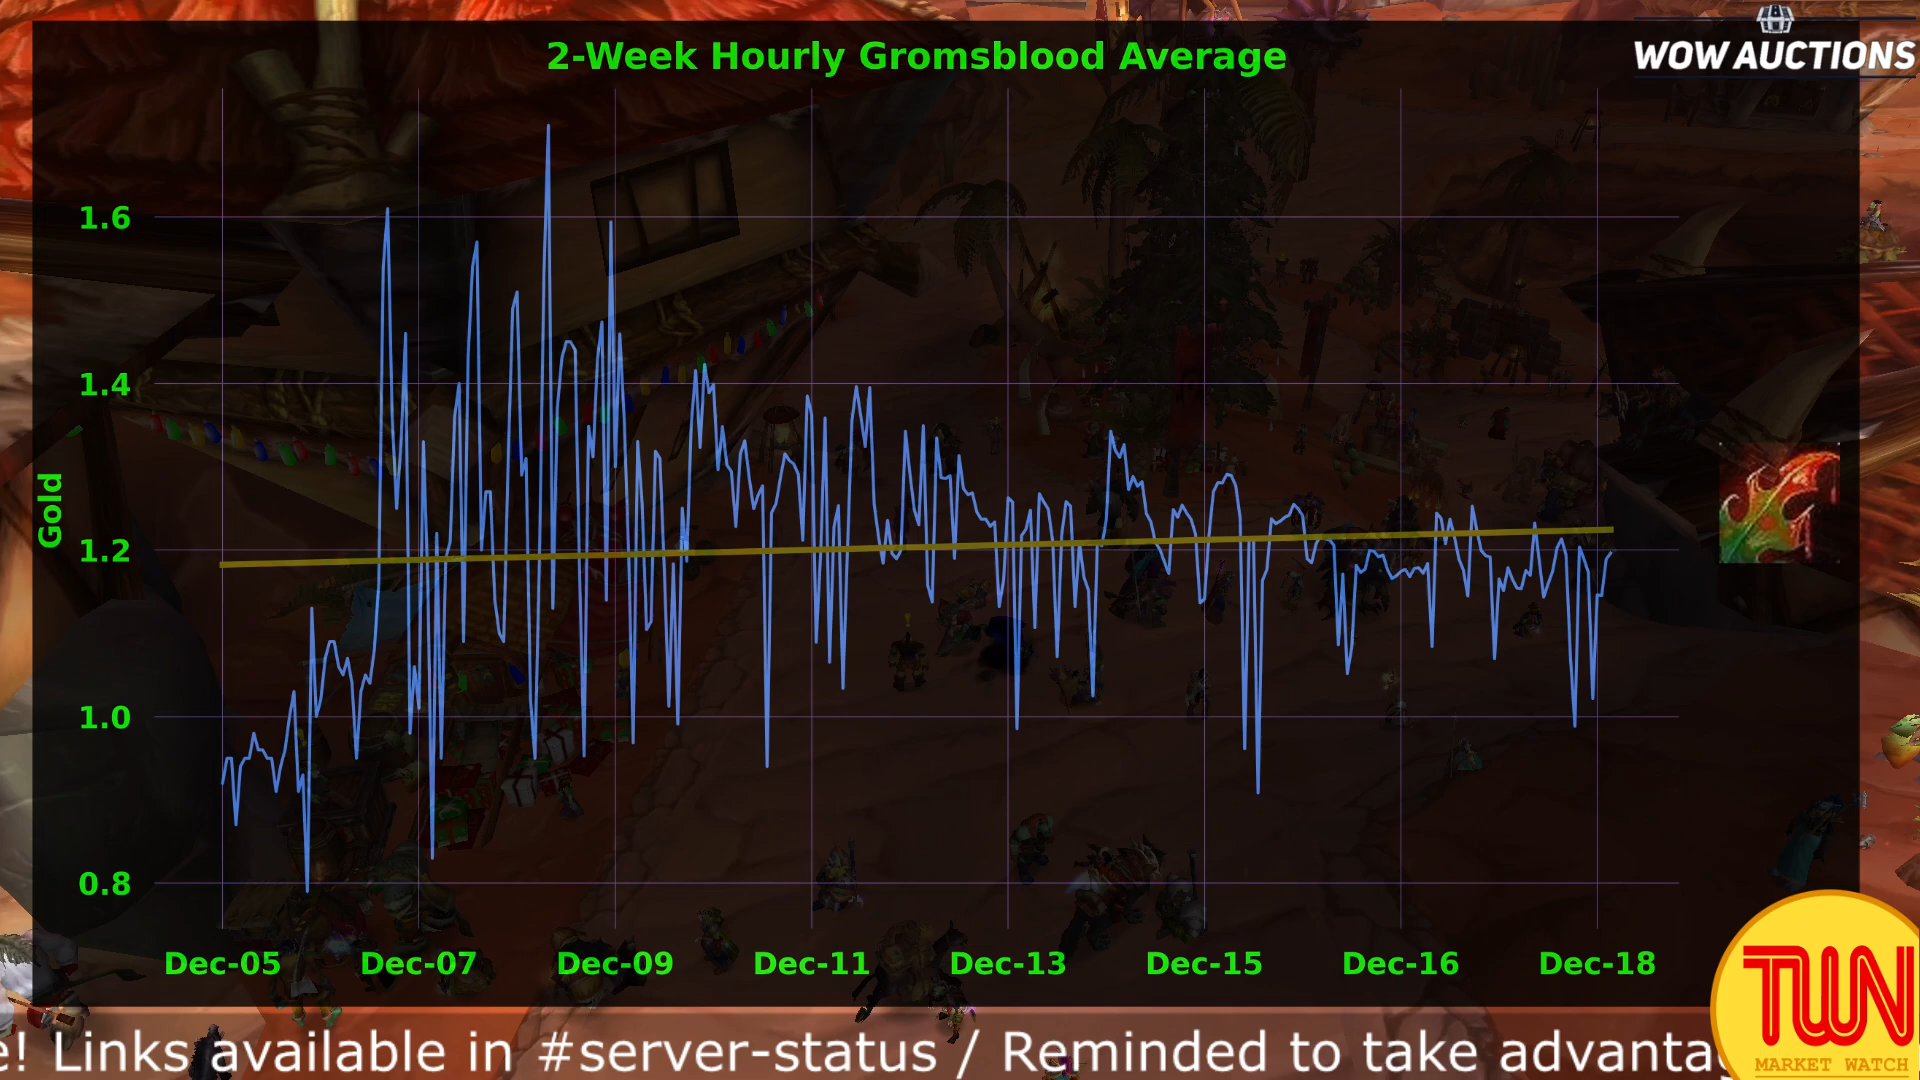 2-Week Hourly Gromsblood Average
WOW AUCTIONS
1.6
1.4
1.2
1.0
0.8
Gold
Dec-05 Dec-07 Dec-09 Dec-11 Dec-13 Dec-15 Dec-16 Dec-18
e! Links available in #server-status / Reminded to take advanta
TWN
MARKET WATCH